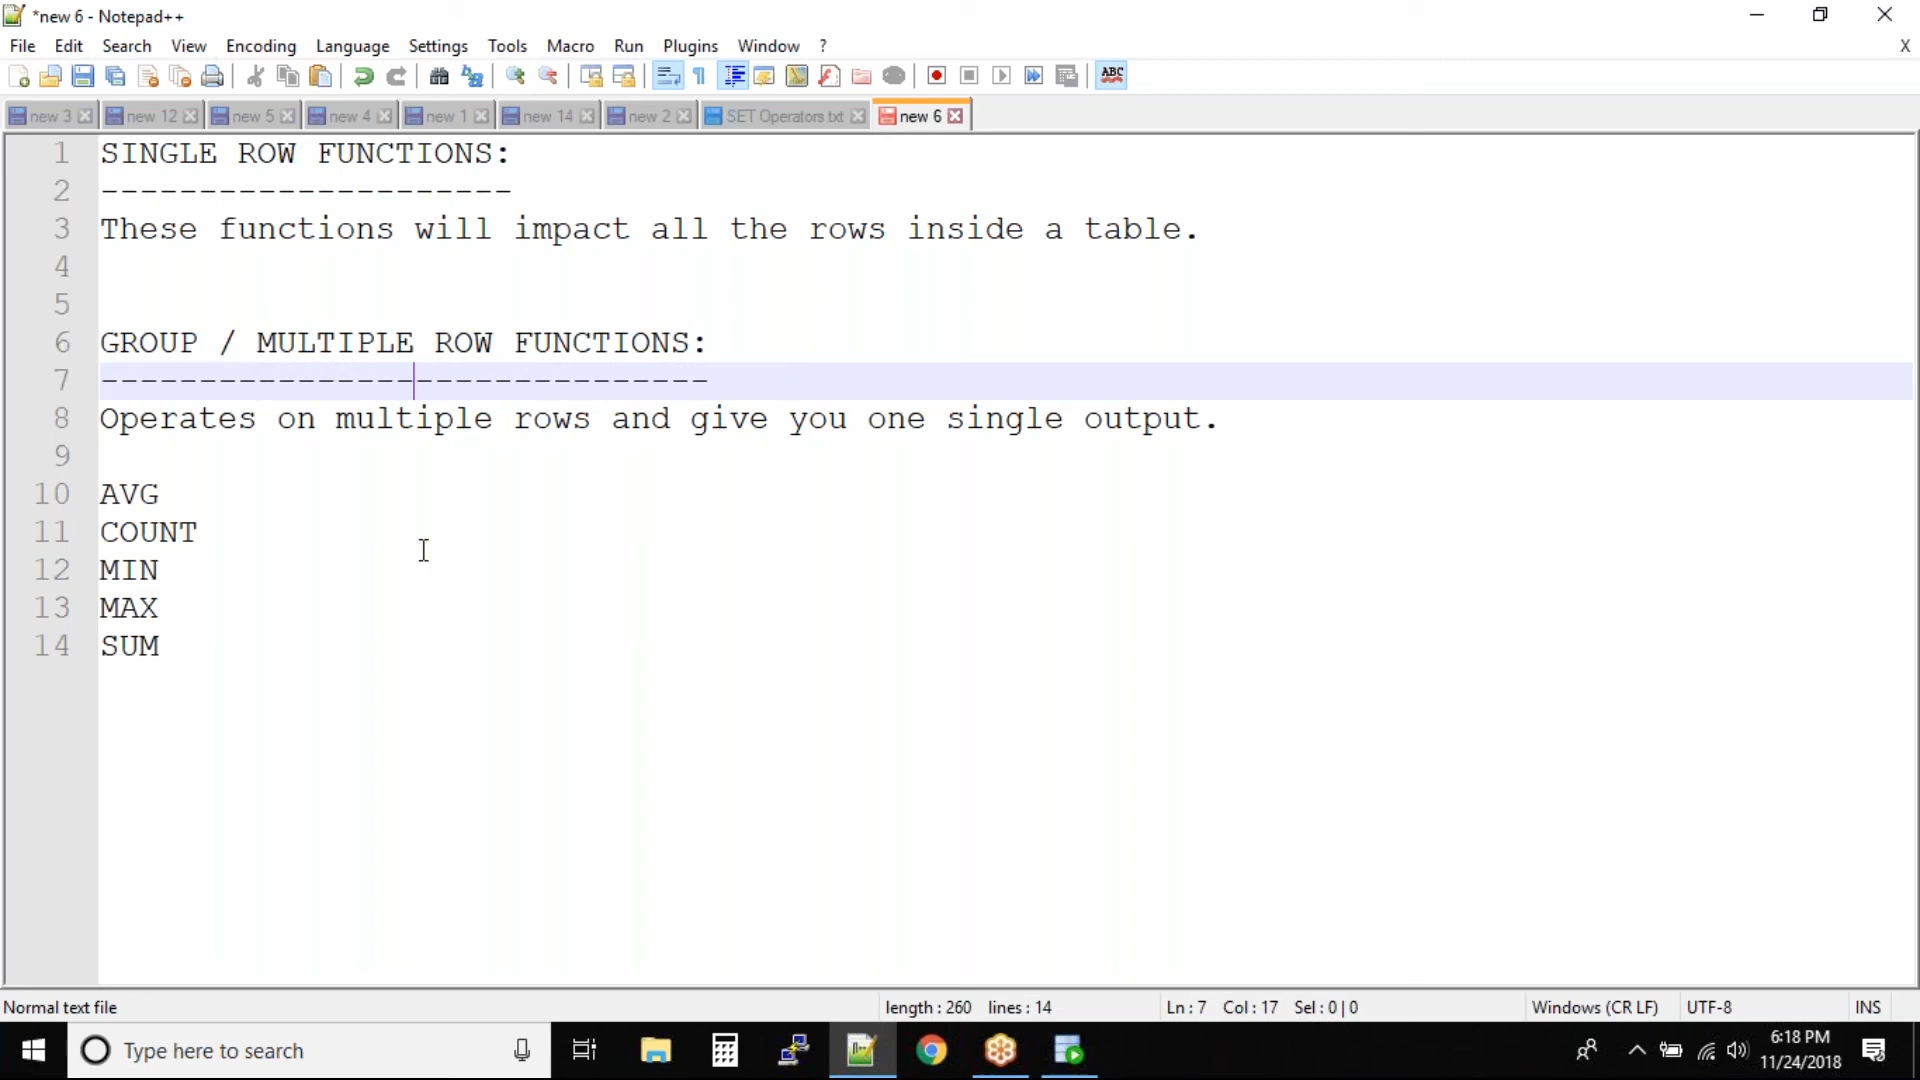 *new 6 - Notepad++
File Edit Search View Encoding Language Settings Tools Macro Run Plugins Window ? X
ABC
new 3 new 12 new 5 new 4 new 1 new 14 new 2 SET Operators.txt new 6
1 SINGLE ROW FUNCTIONS:
2 ---------------------
3 These functions will impact all the rows inside a table.
4
5
6 GROUP / MULTIPLE ROW FUNCTIONS:
7 -------------------------------
8 Operates on multiple rows and give you one single output.
9
10 AVG
11 COUNT
12 MIN
13 MAX
14 SUM
Normal text file length : 260 lines : 14 Ln : 7 Col : 17 Sel : 0 | 0 Windows (CR LF) UTF-8 INS
Type here to search 6:18 PM
11/24/2018